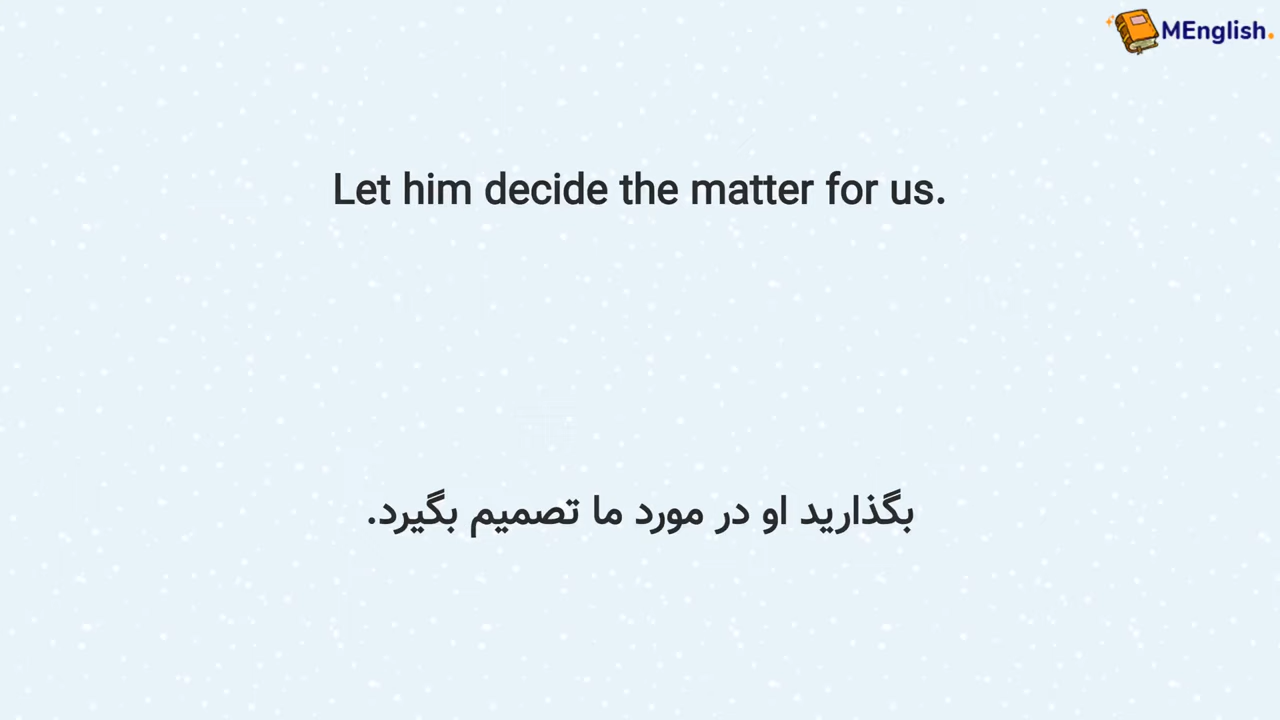 MEnglish.
Let him decide the matter for us.
بگذارید او در مورد ما تصمیم بگیرد.